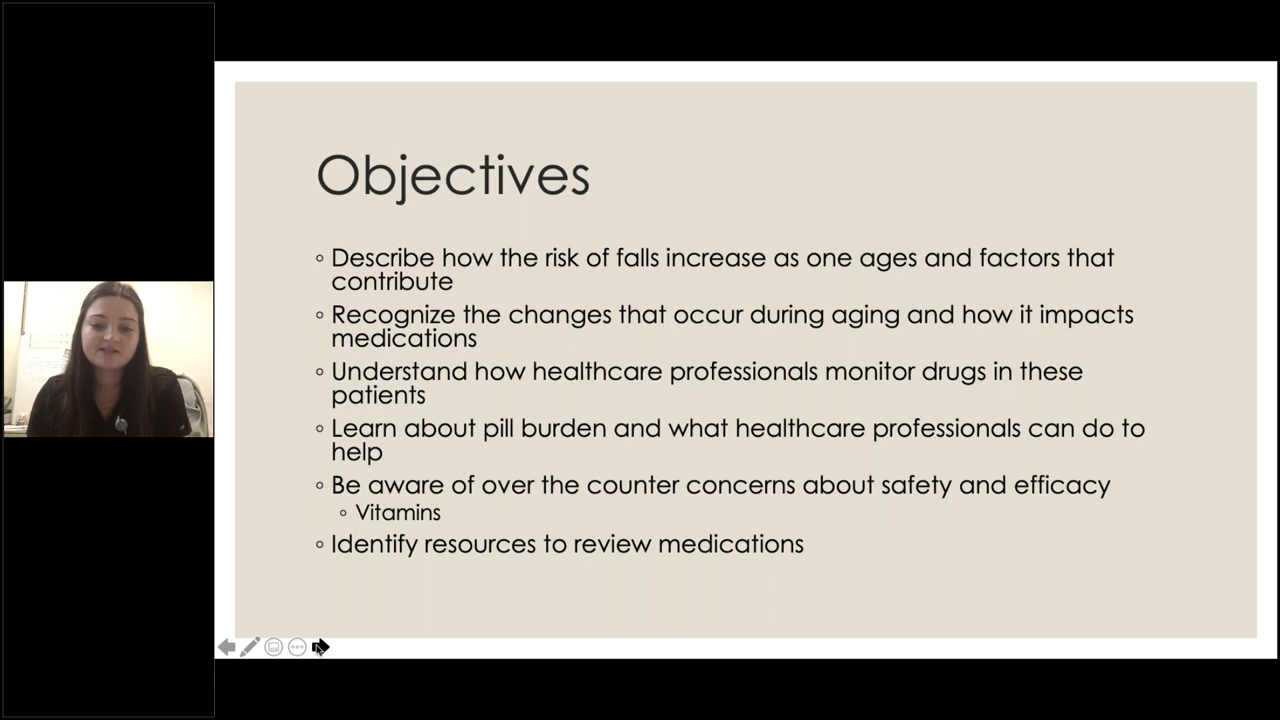 Objectives
◦ Describe how the risk of falls increase as one ages and factors that
contribute
◦ Recognize the changes that occur during aging and how it impacts
medications
◦ Understand how healthcare professionals monitor drugs in these
patients
◦ Learn about pill burden and what healthcare professionals can do to
help
◦ Be aware of over the counter concerns about safety and efficacy
◦ Vitamins
◦ Identify resources to review medications